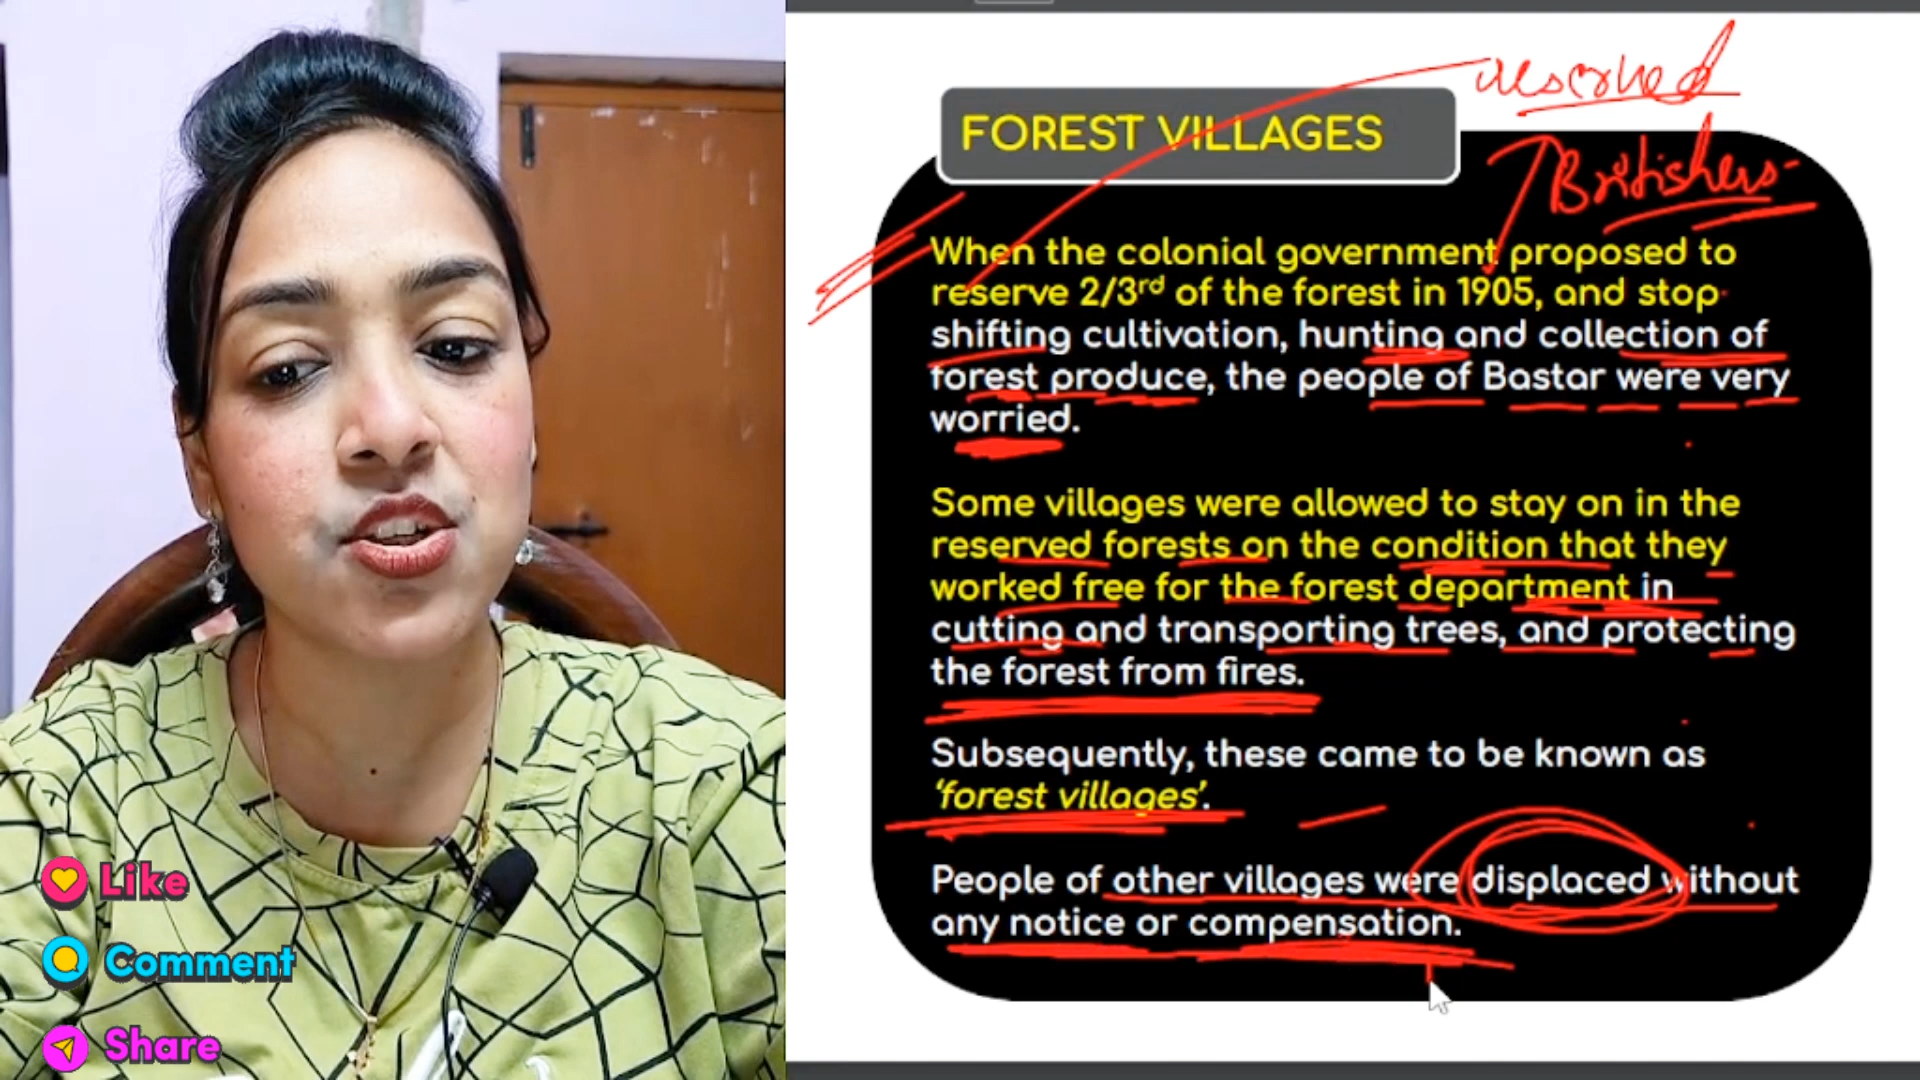 reserved
FOREST VILLAGES
Britishers
When the colonial government proposed to
reserve 2/3rd of the forest in 1905, and stop
shifting cultivation, hunting and collection of
forest produce, the people of Bastar were very
worried.
Some villages were allowed to stay on in the
reserved forests on the condition that they
worked free for the forest department in
cutting and transporting trees, and protecting
the forest from fires.
Subsequently, these came to be known as
‘forest villages’.
People of other villages were displaced without
any notice or compensation.
Like
Comment
Share